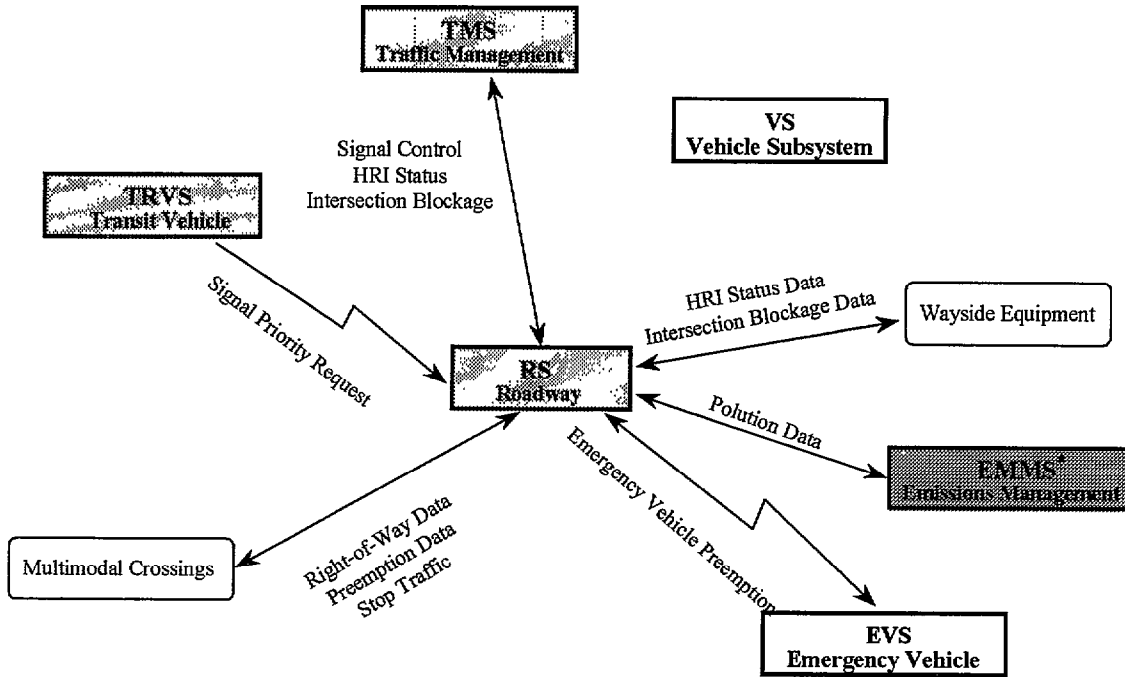 TMS
Traffic Management
VS
Vehicle Subsystem
Signal Control
HRI Status
Intersection Blockage
TRVS
Transit Vehicle
Signal Priority Request
HRI Status Data
Intersection Blockage Data
Wayside Equipment
RS
Roadway
Polution Data
EMMS*
Emissions Management
Emergency Vehicle Preemption
Multimodal Crossings
Right-of-Way Data
Preemption Data
Stop Traffic
EVS
Emergency Vehicle